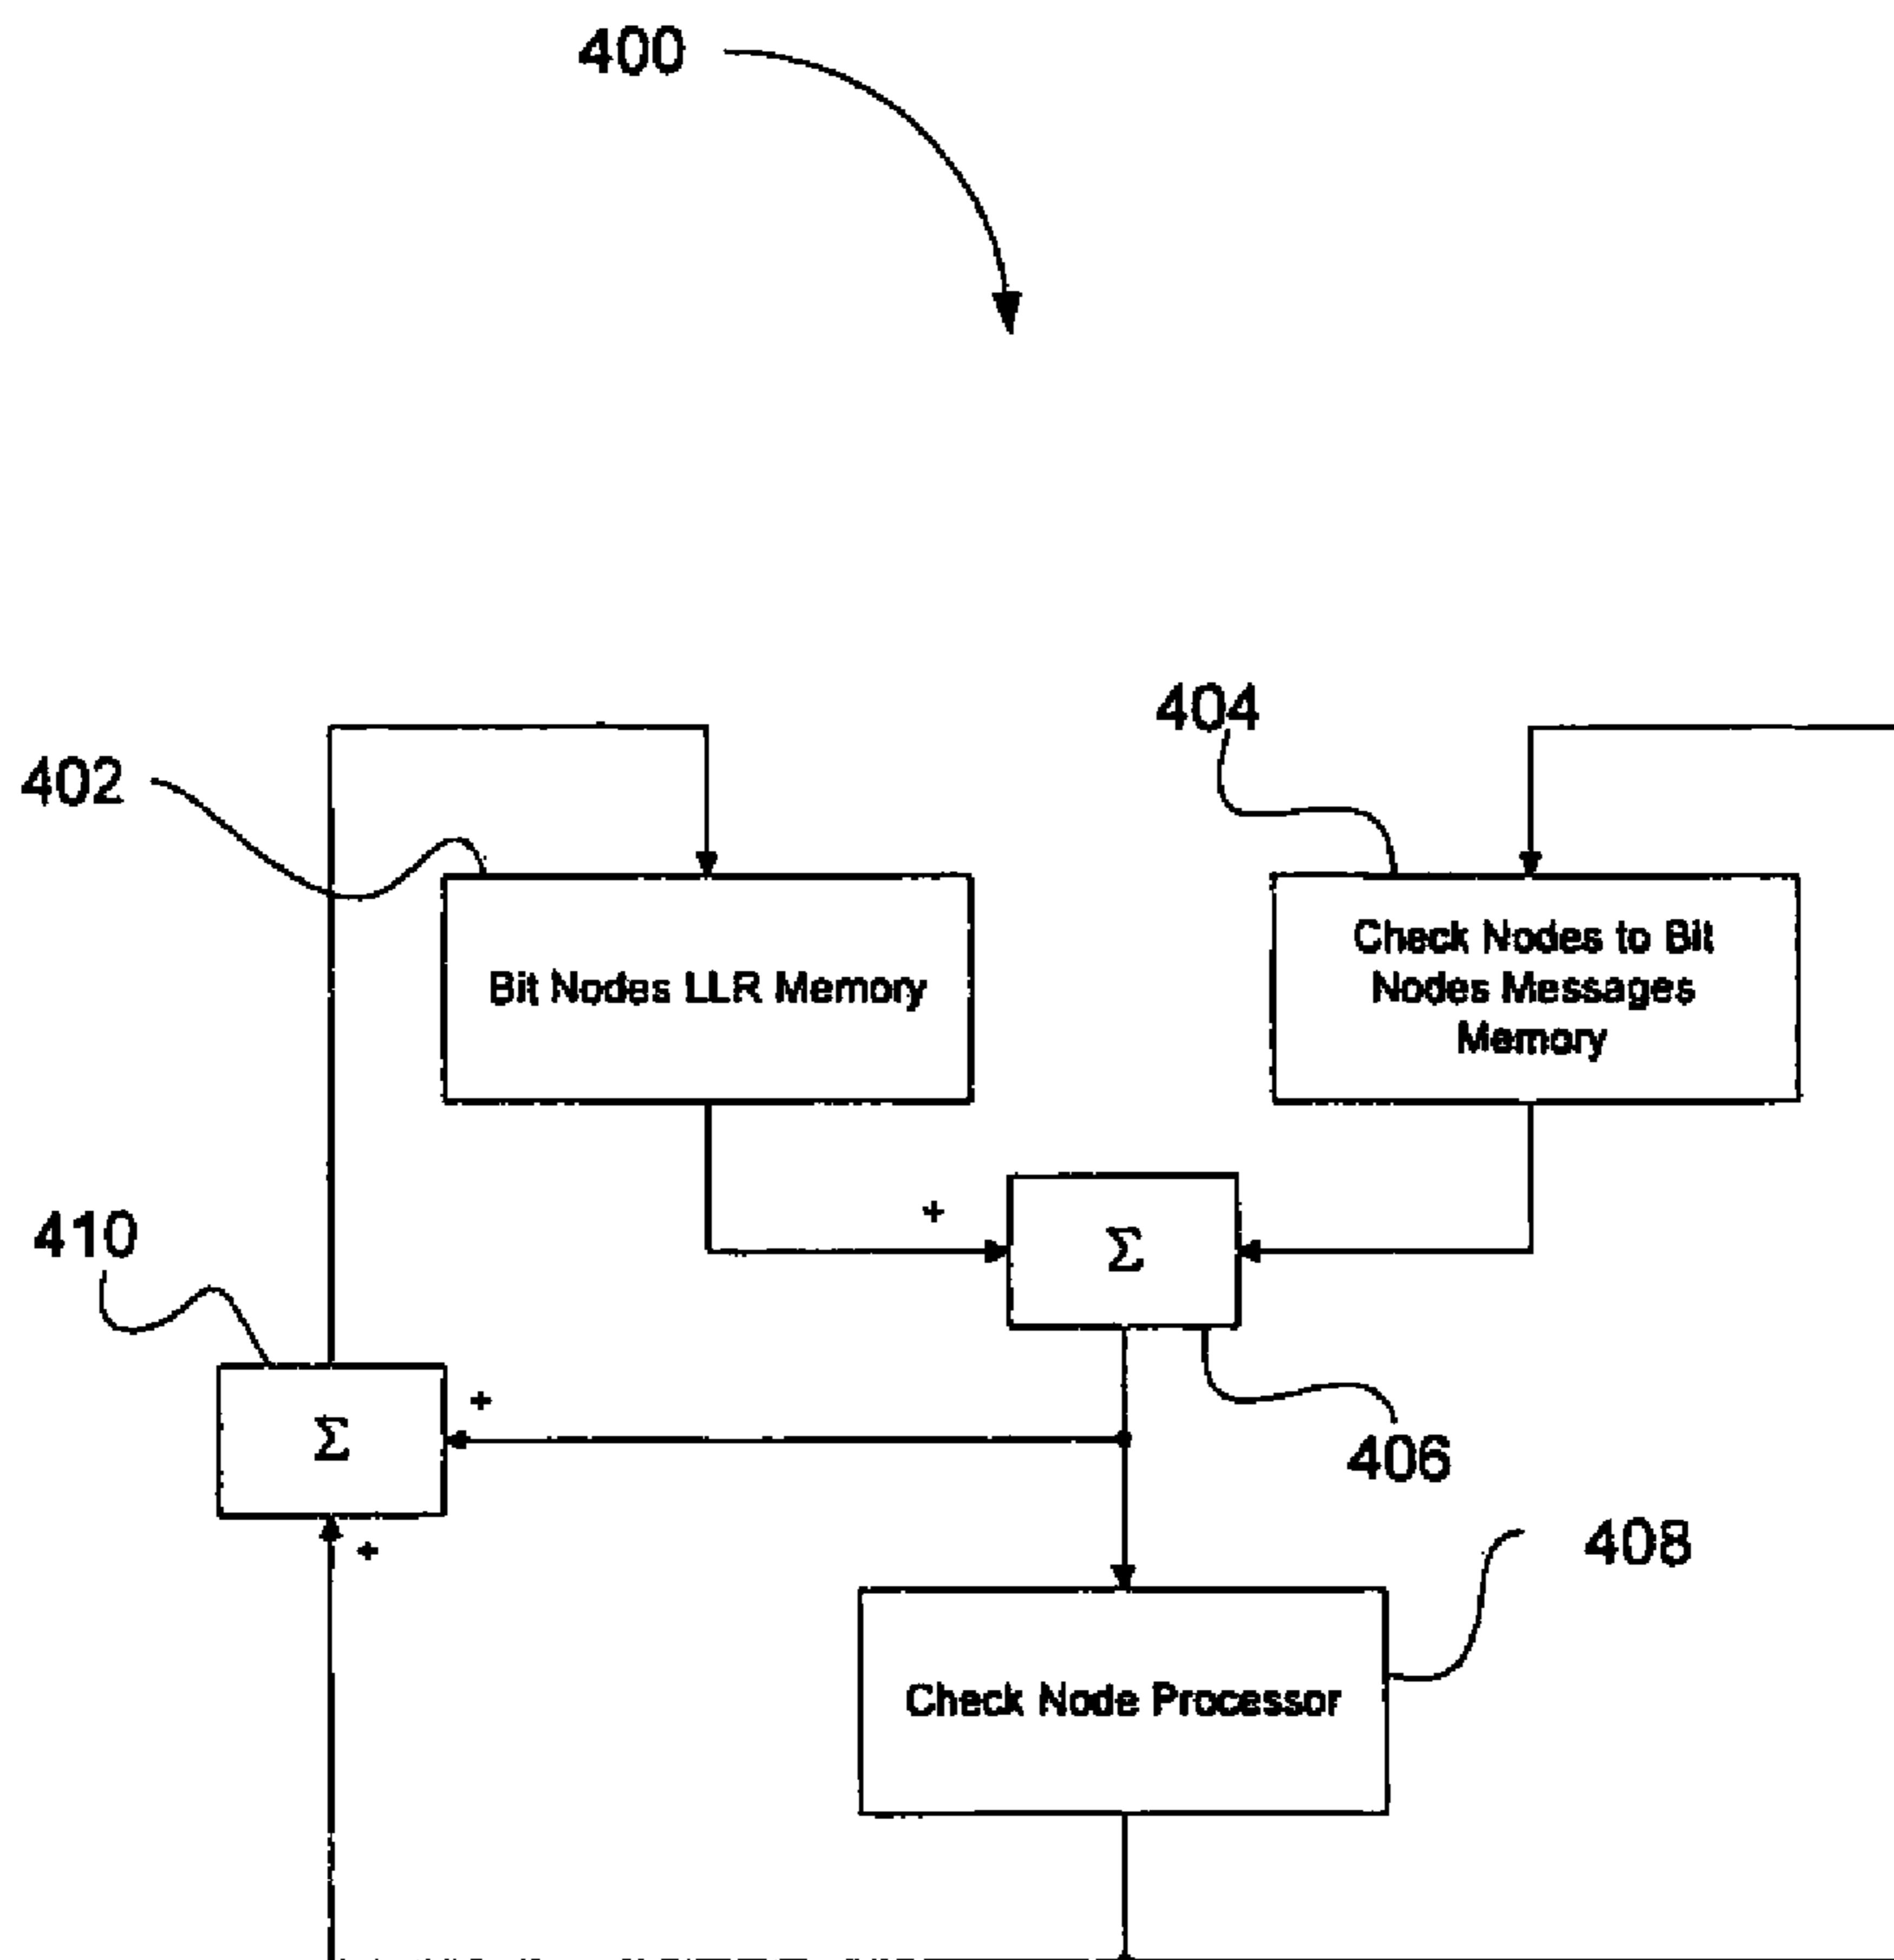 400
404
402
Check Nodes to Bit
Nodes Messages
Memory
Bit Nodes LLR Memory
+
410
Σ
+
406
Σ
+
408
Check Node Processor